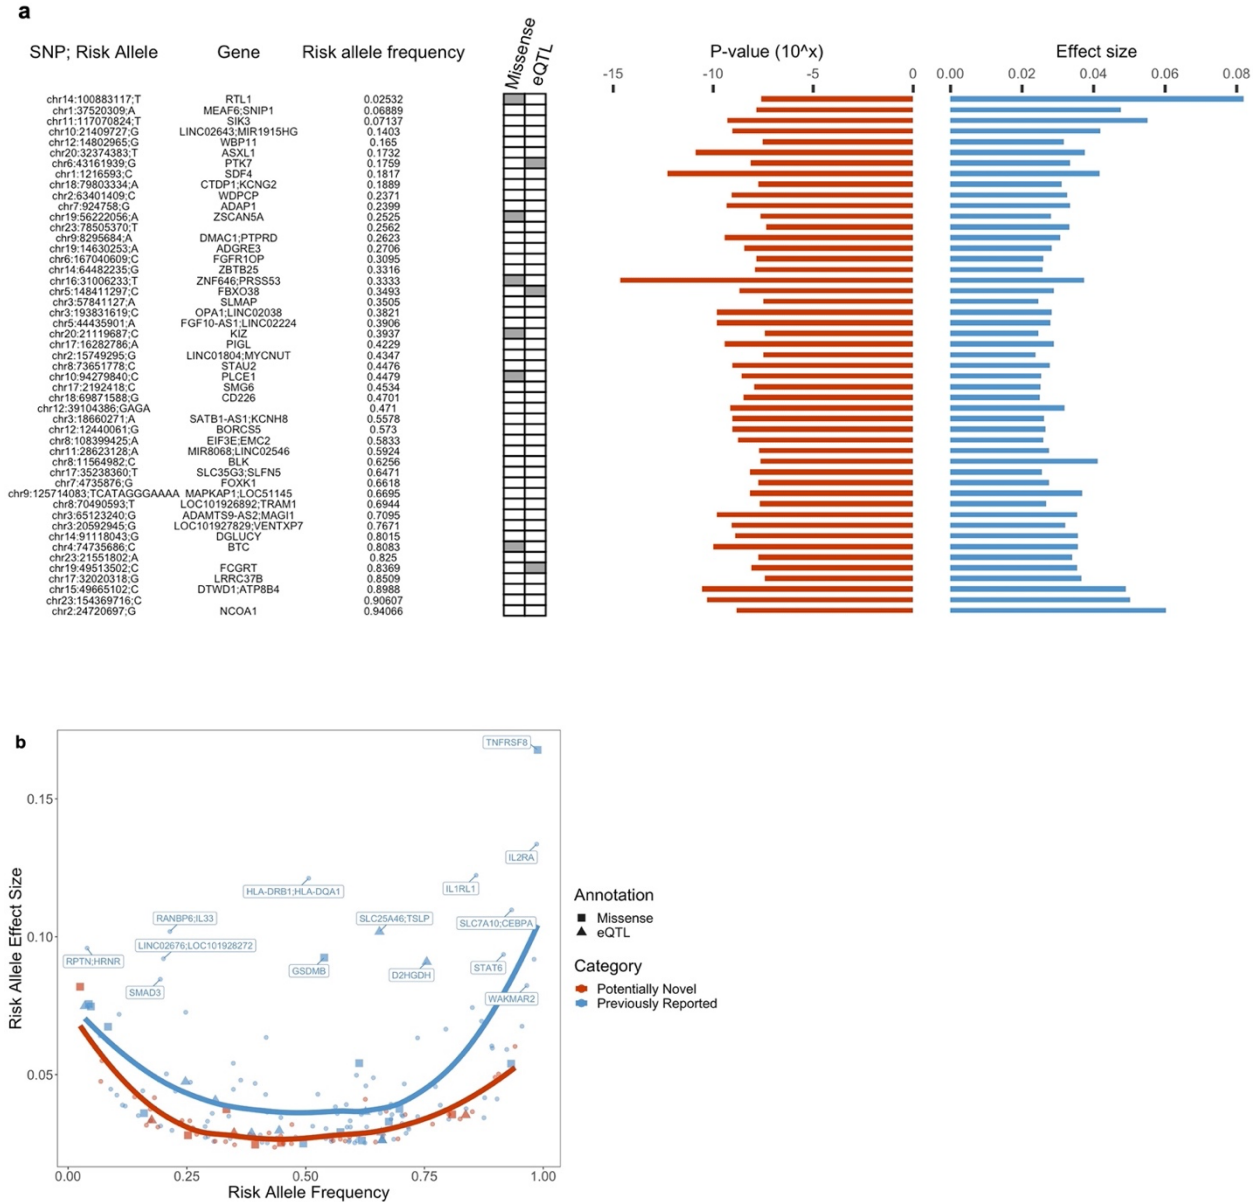 a
SNP; Risk Allele Gene Risk allele frequency Missense eQTL P-value (10^x) Effect size
-15 -10 -5 0 0.00 0.02 0.04 0.06 0.08
chr14:100883117;T RTL1 0.02532
chr1:37520309;A MEAF6;SNIP1 0.06889
chr11:117070824;T SIK3 0.07137
chr10:21409727;G LINC02643;MIR1915HG 0.1403
chr12:14802965;G WBP11 0.165
chr20:32374383;T ASXL1 0.1732
chr6:43161939;G PTK7 0.1759
chr1:1216593;C SDF4 0.1817
chr18:79803334;A CTDP1;KCNG2 0.1889
chr2:63401409;C WDPCP 0.2371
chr7:924758;G ADAP1 0.2399
chr19:56222056;A ZSCAN5A 0.2525
chr23:78505370;T 0.2562
chr9:8295684;A DMAC1;PTPRD 0.2623
chr19:14630253;A ADGRE3 0.2706
chr6:167040609;C FGFR1OP 0.3095
chr14:64482235;G ZBTB25 0.3316
chr16:31006233;T ZNF646;PRSS53 0.3333
chr5:148411297;C FBXO38 0.3493
chr3:57841127;A SLMAP 0.3505
chr3:193831619;C OPA1;LINC02038 0.3821
chr5:44435901;A FGF10-AS1;LINC02224 0.3906
chr20:21119687;C KIZ 0.3937
chr17:16282786;A PIGL 0.4229
chr2:15749295;G LINC01804;MYCNUT 0.4347
chr8:73651778;C STAU2 0.4476
chr10:94279840;C PLCE1 0.4479
chr17:2192418;C SMG6 0.4534
chr18:69871588;G CD226 0.4701
chr12:39104386;GAGA 0.471
chr3:18660271;A SATB1-AS1;KCNH8 0.5578
chr12:12440061;G BORCS5 0.573
chr8:108399425;A EIF3E;EMC2 0.5833
chr11:28623128;A MIR8068;LINC02546 0.5924
chr8:11564982;C BLK 0.6256
chr17:35238360;T SLC35G3;SLFN5 0.6471
chr7:4735876;G FOXK1 0.6618
chr9:125714083;TCATAGGGAAAA MAPKAP1;LOC51145 0.6695
chr8:70490593;T LOC101926892;TRAM1 0.6944
chr3:65123240;G ADAMTS9-AS2;MAGI1 0.7095
chr3:20592945;G LOC101927829;VENTXP7 0.7671
chr14:91118043;G DGLUCY 0.8015
chr4:74735686;C BTC 0.8083
chr23:21551802;A 0.825
chr19:49513502;C FCGRT 0.8369
chr17:32020318;G LRRC37B 0.8509
chr15:49665102;C DTWD1;ATP8B4 0.8988
chr23:154369716;C 0.90607
chr2:24720697;G NCOA1 0.94066
b
TNFRSF8
0.15
IL2RA
HLA-DRB1;HLA-DQA1 IL1RL1
RANBP6;IL33 SLC25A46;TSLP SLC7A10;CEBPA
0.10
LINC02676;LOC101928272
RPTN;HRNR GSDMB D2HGDH STAT6
SMAD3 WAKMAR2
0.05
Risk Allele Effect Size
0.00 0.25 0.50 0.75 1.00
Risk Allele Frequency
Annotation
Missense
eQTL
Category
Potentially Novel
Previously Reported